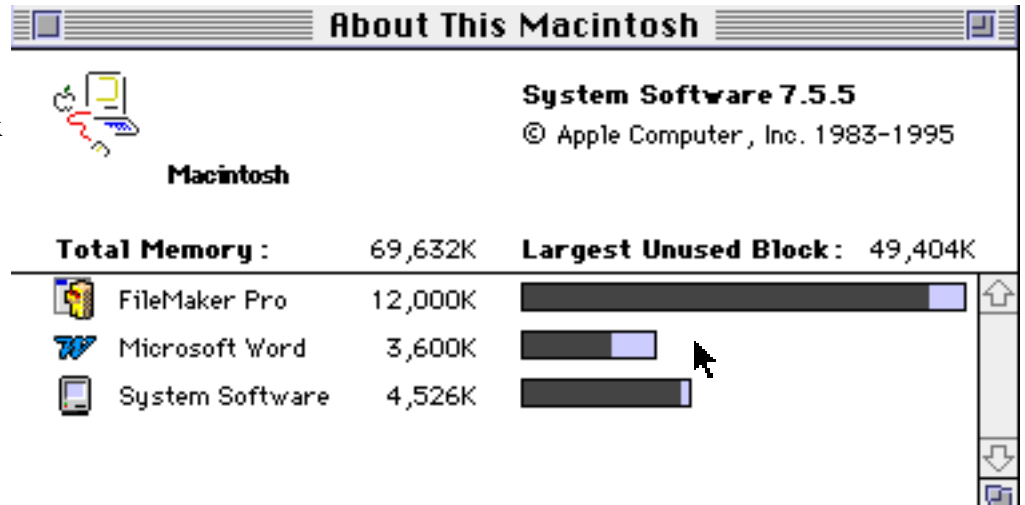 About This Macintosh
System Software 7.5.5
© Apple Computer, Inc. 1983-1995
Macintosh
Total Memory: 69,632K Largest Unused Block: 49,404K
FileMaker Pro 12,000K
Microsoft Word 3,600K
System Software 4,526K